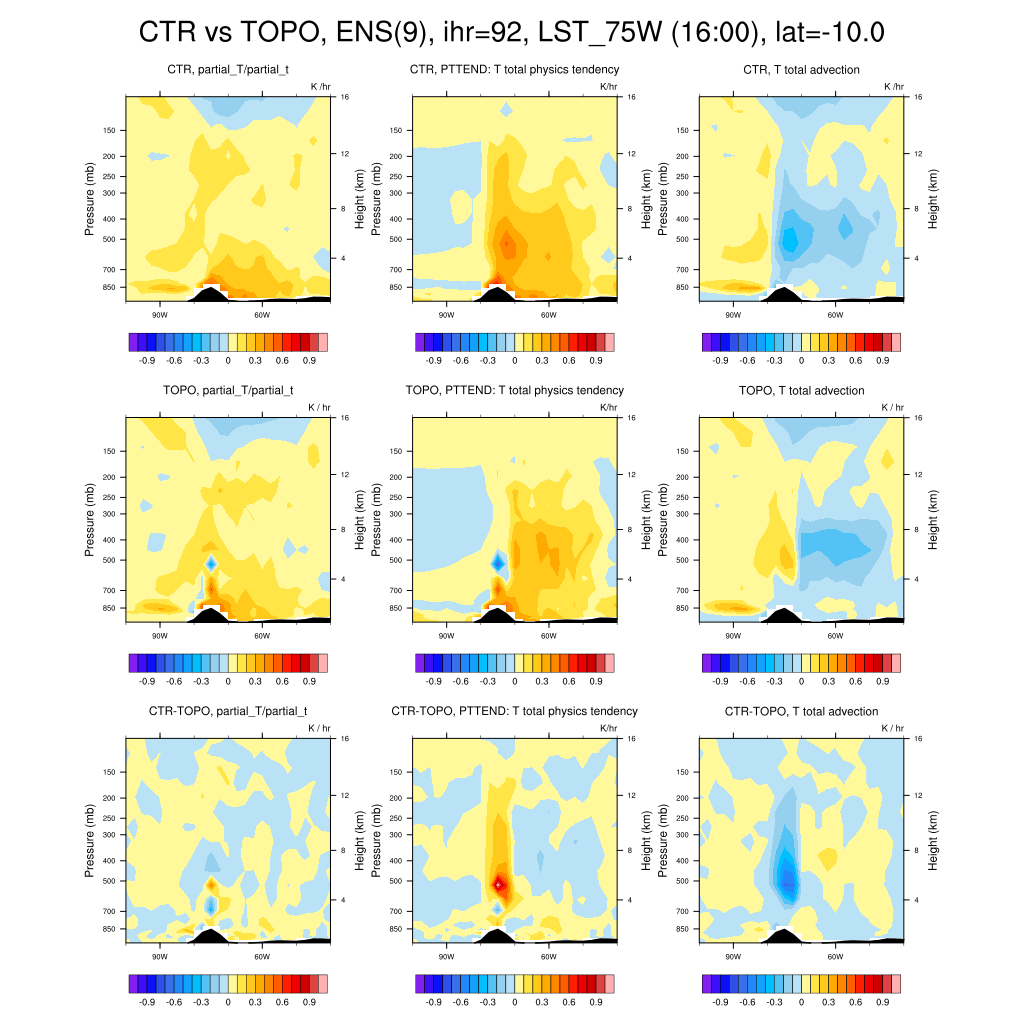 CTR vs TOPO, ENS(9), ihr=92, LST_75W (16:00), lat=-10.0
CTR, partial_T/partial_t
CTR, PTTEND: T total physics tendency
CTR, T total advection
K /hr
K /hr
K /hr
Pressure (mb)
150
200
250
300
400
500
700
850
16
12
8
4
Height (km)
90W
60W
-0.9 -0.6 -0.3 0 0.3 0.6 0.9
Pressure (mb)
150
200
250
300
400
500
700
850
16
12
8
4
Height (km)
90W
60W
-0.9 -0.6 -0.3 0 0.3 0.6 0.9
Pressure (mb)
150
200
250
300
400
500
700
850
16
12
8
4
Height (km)
90W
60W
-0.9 -0.6 -0.3 0 0.3 0.6 0.9
TOPO, partial_T/partial_t
TOPO, PTTEND: T total physics tendency
TOPO, T total advection
K / hr
K/hr
K / hr
Pressure (mb)
150
200
250
300
400
500
700
850
16
12
8
4
Height (km)
90W
60W
-0.9 -0.6 -0.3 0 0.3 0.6 0.9
Pressure (mb)
150
200
250
300
400
500
700
850
16
12
8
4
Height (km)
90W
60W
-0.9 -0.6 -0.3 0 0.3 0.6 0.9
Pressure (mb)
150
200
250
300
400
500
700
850
16
12
8
4
Height (km)
90W
60W
-0.9 -0.6 -0.3 0 0.3 0.6 0.9
CTR-TOPO, partial_T/partial_t
CTR-TOPO, PTTEND: T total physics tendency
CTR-TOPO, T total advection
K / hr
K/hr
K / hr
Pressure (mb)
150
200
250
300
400
500
700
850
16
12
8
4
Height (km)
90W
60W
-0.9 -0.6 -0.3 0 0.3 0.6 0.9
Pressure (mb)
150
200
250
300
400
500
700
850
16
12
8
4
Height (km)
90W
60W
-0.9 -0.6 -0.3 0 0.3 0.6 0.9
Pressure (mb)
150
200
250
300
400
500
700
850
16
12
8
4
Height (km)
90W
60W
-0.9 -0.6 -0.3 0 0.3 0.6 0.9